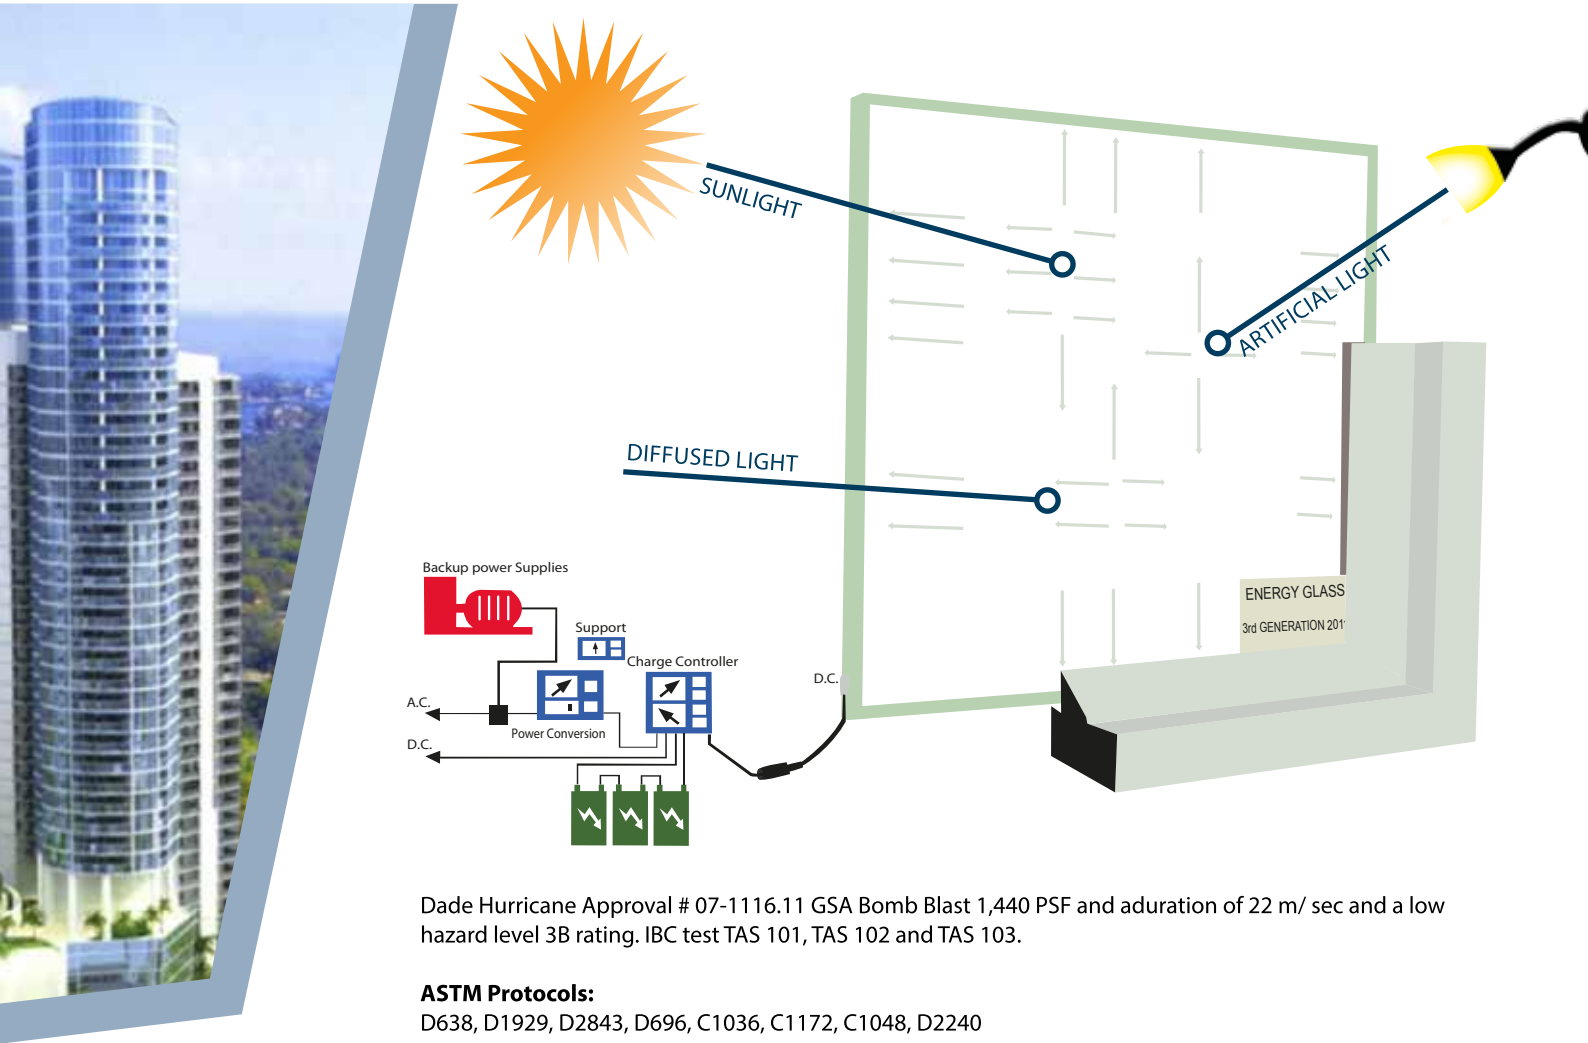 SUNLIGHT
ARTIFICIAL LIGHT
DIFFUSED LIGHT
Backup power Supplies
Support
Charge Controller
A.C.
Power Conversion
D.C.
D.C.
ENERGY GLASS
3rd GENERATION
Dade Hurricane Approval # 07-1116.11 GSA Bomb Blast 1,440 PSF and aduration of 22 m/ sec and a low
hazard level 3B rating. IBC test TAS 101, TAS 102 and TAS 103.
ASTM Protocols:
D638, D1929, D2843, D696, C1036, C1172, C1048, D2240